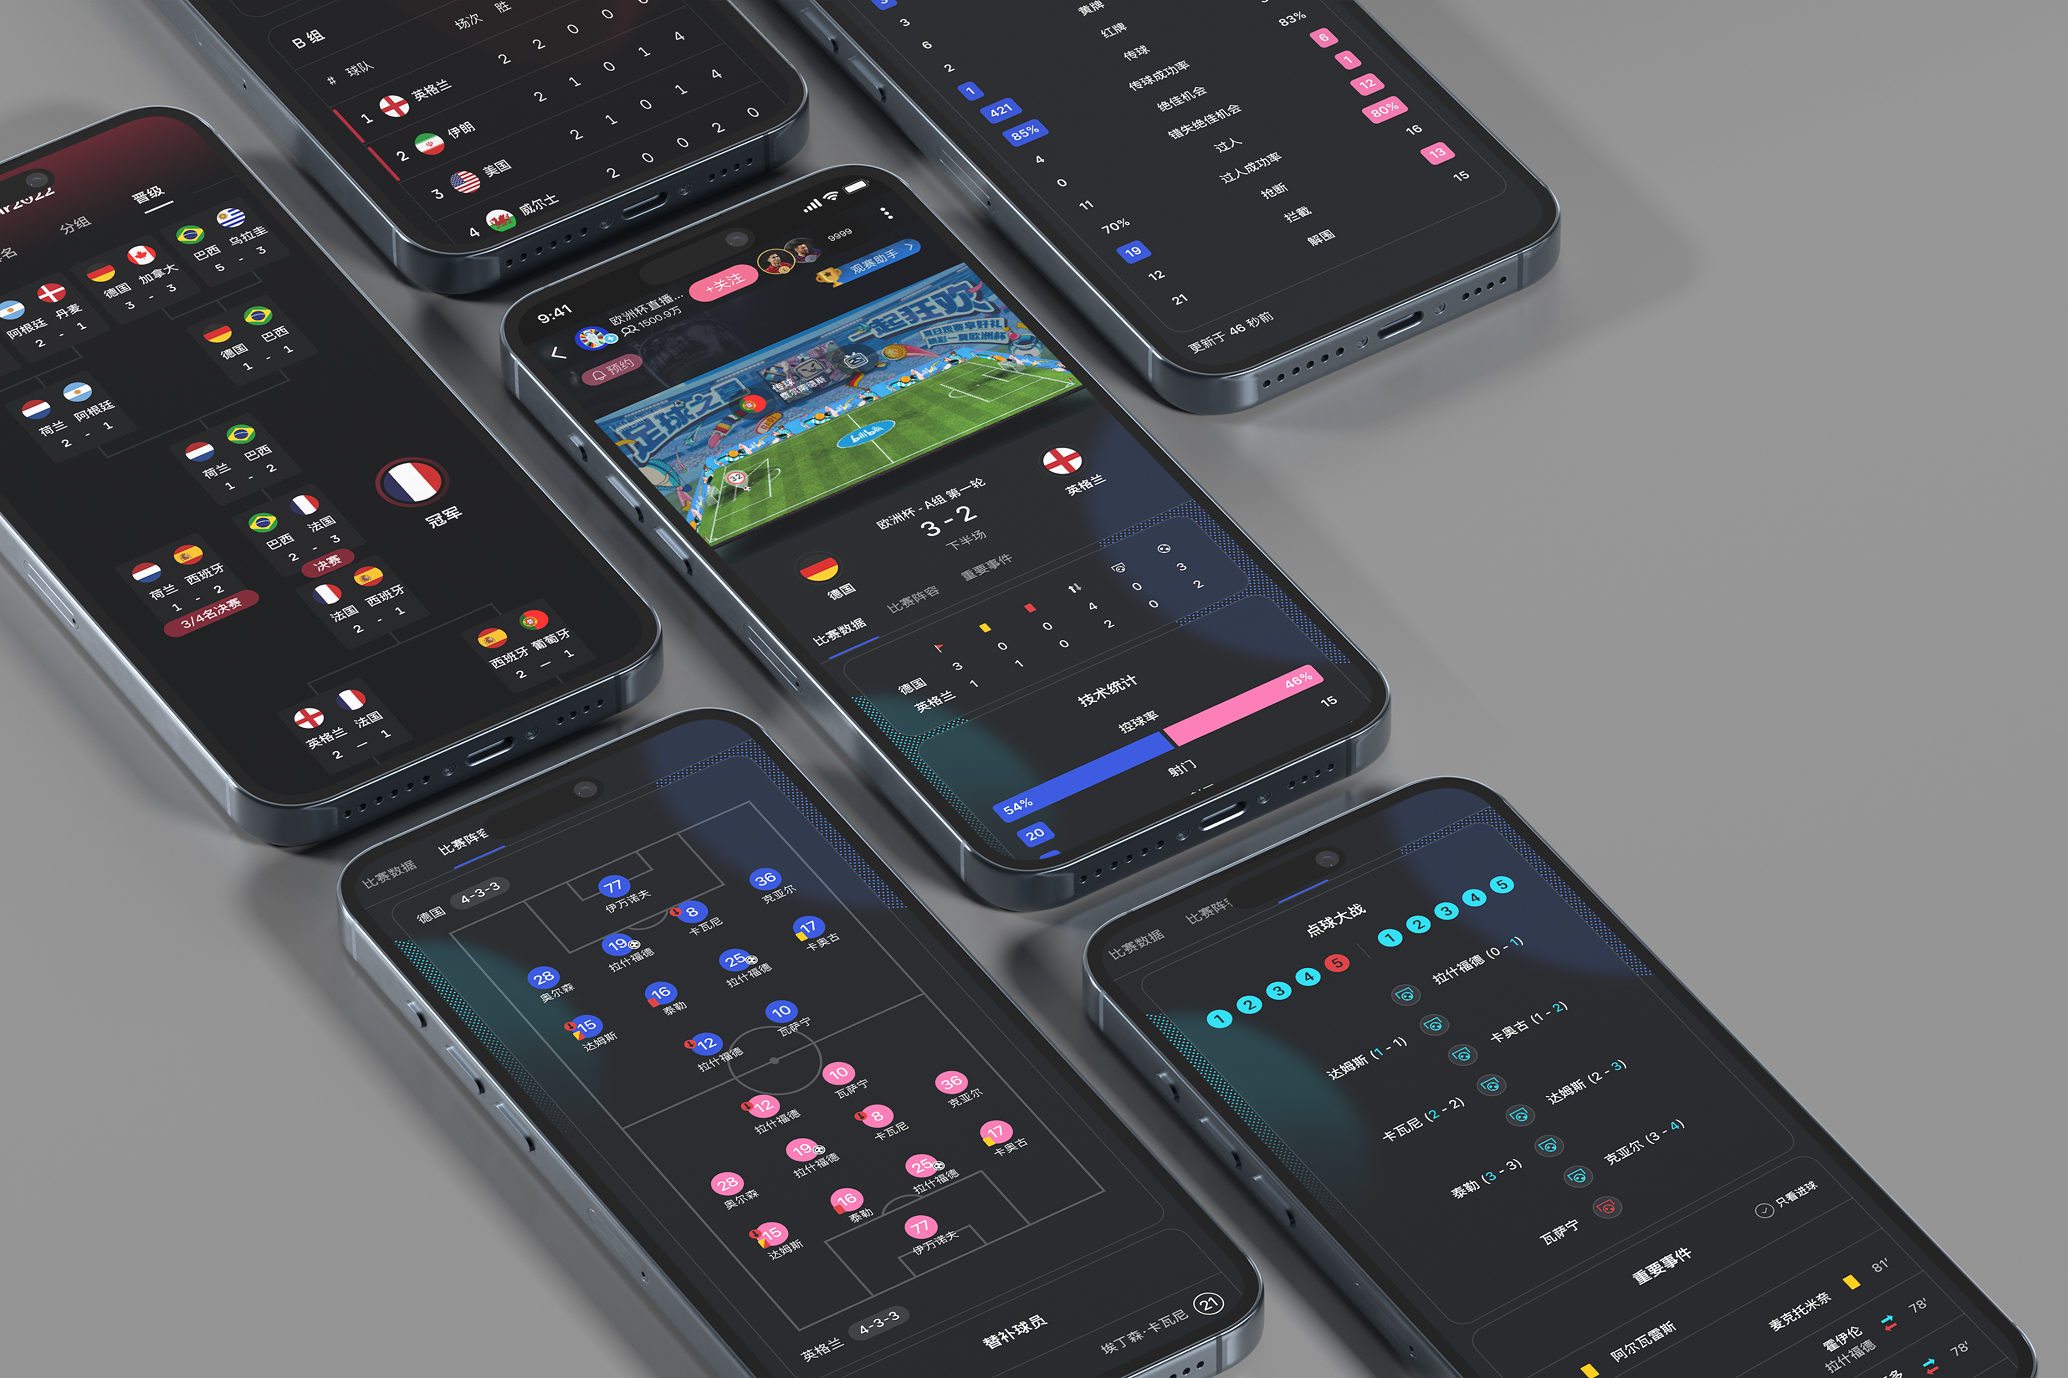 B 组
# 球队 场次 胜
1 英格兰 2 2 0 0
2 伊朗 2 1 0 1 4
3 美国 2 1 0 1 4
4 威尔士 2 0 0 2 0
分组
晋级
阿根廷 丹麦
2 - 1
德国 加拿大
3 - 3
巴西 乌拉圭
5 - 3
德国 巴西
1 - 1
荷兰 阿根廷
2 - 1
荷兰 巴西
1 - 2
冠军
巴西 法国
2 - 3
决赛
荷兰 西班牙
1 - 2
3/4名决赛
法国 西班牙
2 - 1
西班牙 葡萄牙
2 - 1
英格兰 法国
2 - 1
3 黄牌
6 红牌
2 传球 83%
1 传球成功率 6
421 绝佳机会 1
85% 错失绝佳机会 12
4 过人 80%
0 过人成功率 16
11 抢断 13
70% 拦截 15
19 解围
12
21
更新于 46 秒前
9:41
欧洲杯直播...
1500.9万
+关注
9999
预约
观赛助手
足球之
一起狂欢
传球
bilibili
欧洲杯 - A组 第一轮
3 - 2
下半场
德国
英格兰
比赛数据
比赛阵容
重要事件
德国 3 0 0 4 0 3
英格兰 1 1 0 2 0 2
技术统计
控球率
54%
46%
射门
20
15
比赛数据
比赛阵容
德国 4-3-3
77 伊万诺夫
36 克亚尔
8 卡瓦尼
19 拉什福德
17 卡奥古
28 奥尔森
25 拉什福德
16 泰勒
15 达姆斯
10 瓦萨宁
12 拉什福德
10 瓦萨宁
36 克亚尔
12 拉什福德
8 卡瓦尼
17 卡奥古
19 拉什福德
25 拉什福德
28 奥尔森
16 泰勒
15 达姆斯
77 伊万诺夫
英格兰 4-3-3
替补球员
埃丁森·卡瓦尼 21
比赛数据
点球大战
1 2 3 4 5
1 2 3 4 5
拉什福德 (0 - 1)
达姆斯 (1 - 1)
卡奥古 (1 - 2)
卡瓦尼 (2 - 2)
达姆斯 (2 - 3)
泰勒 (3 - 3)
克亚尔 (3 - 4)
瓦萨宁
只看进球
重要事件
麦克托米奈 81'
阿尔瓦雷斯
霍伊伦 78'
拉什福德
78'